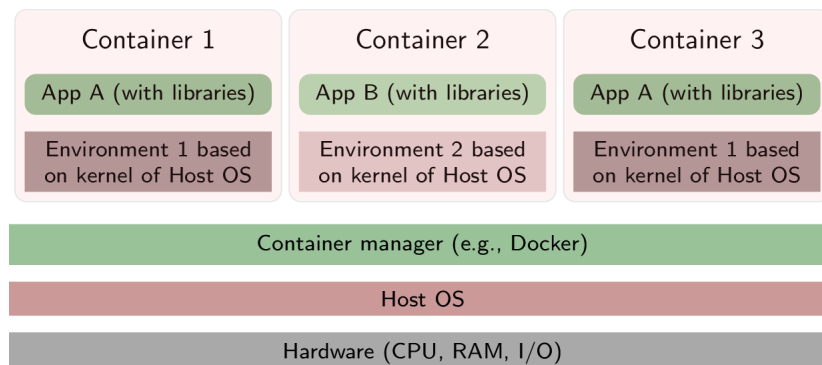 Container 1
App A (with libraries)
Environment 1 based
on kernel of Host OS
Container 2
App B (with libraries)
Environment 2 based
on kernel of Host OS
Container 3
App A (with libraries)
Environment 1 based
on kernel of Host OS
Container manager (e.g., Docker)
Host OS
Hardware (CPU, RAM, I/O)